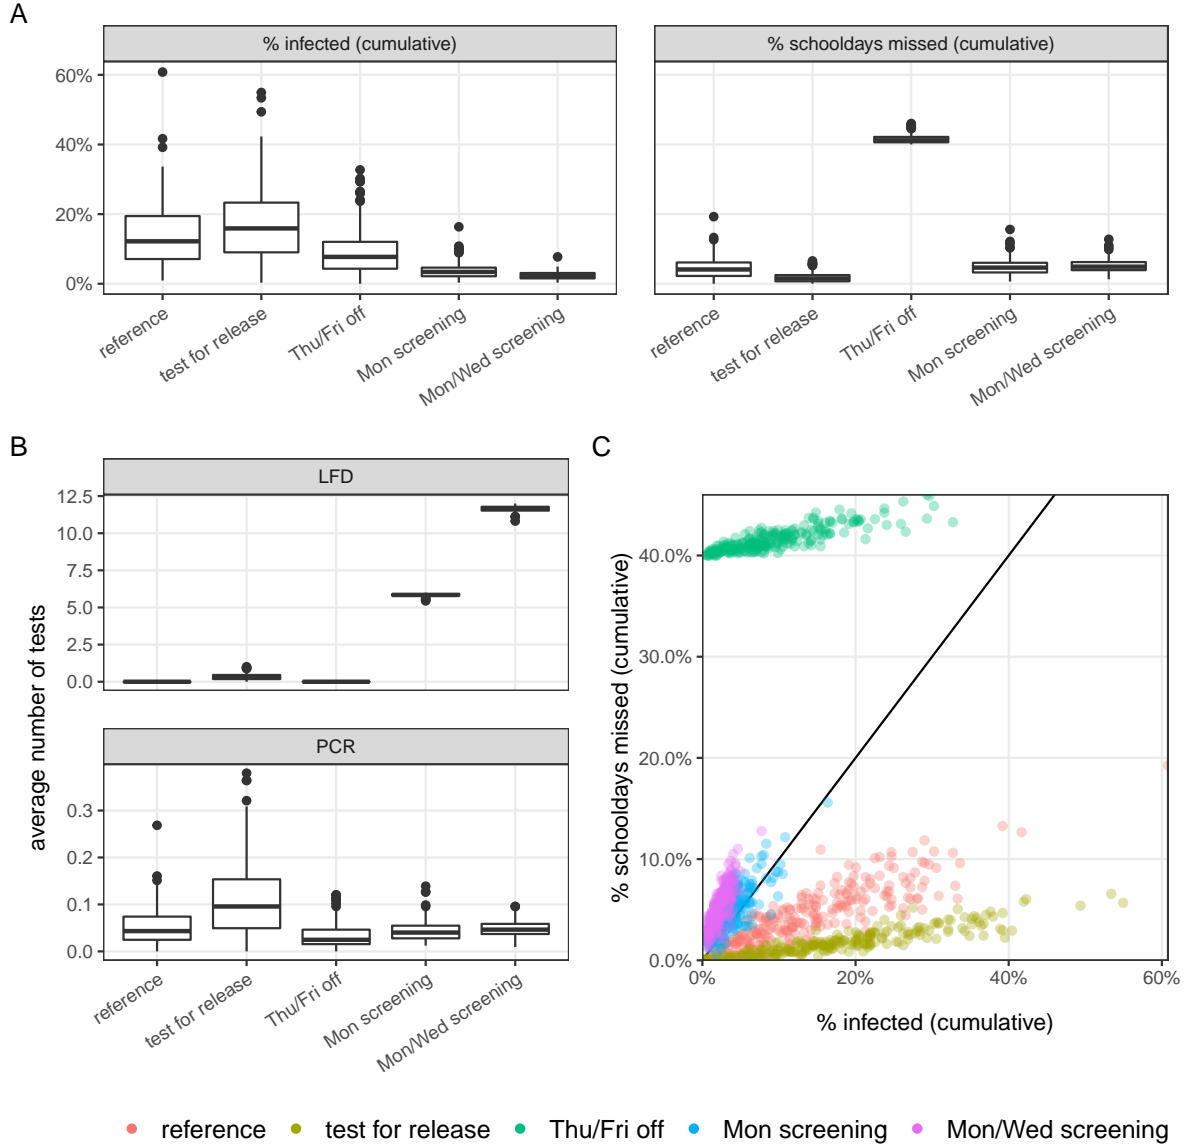 A
% infected (cumulative)
% schooldays missed (cumulative)
60%
40%
20%
0%
reference
test for release
Thu/Fri off
Mon screening
Mon/Wed screening
reference
test for release
Thu/Fri off
Mon screening
Mon/Wed screening
B
LFD
12.5
10.0
7.5
5.0
2.5
0.0
average number of tests
PCR
0.3
0.2
0.1
0.0
reference
test for release
Thu/Fri off
Mon screening
Mon/Wed screening
C
% schooldays missed (cumulative)
40.0%
30.0%
20.0%
10.0%
0.0%
0%
20%
40%
60%
% infected (cumulative)
reference
test for release
Thu/Fri off
Mon screening
Mon/Wed screening